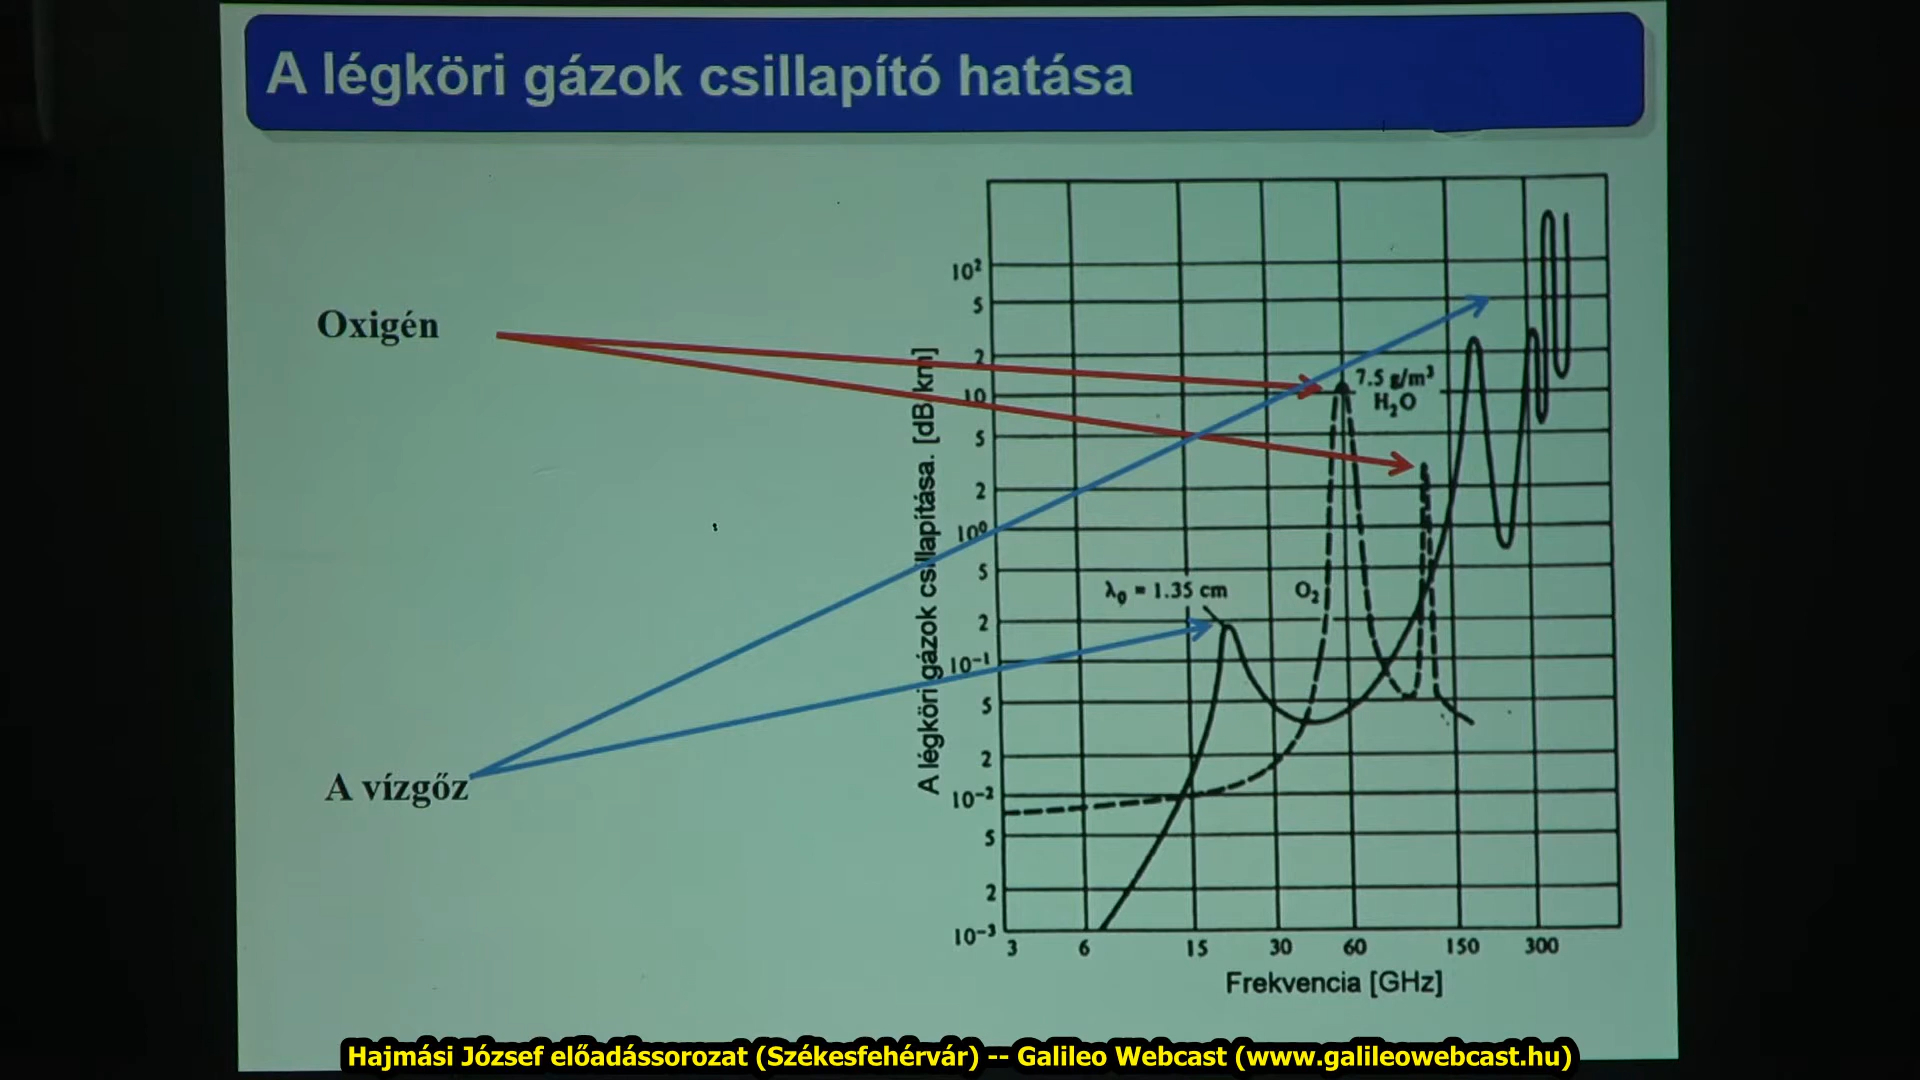 A légköri gázok csillapító hatása
Oxigén
A vízgőz
A légköri gázok csillapítása. [dB/km]
10²
5
2
10
5
2
10⁰
5
2
10⁻¹
5
2
10⁻²
5
2
10⁻³
7.5 g/m³
H₂O
λ₀ = 1.35 cm
O₂
3 6 15 30 60 150 300
Frekvencia [GHz]
Hajmási József előadássorozat (Székesfehérvár) -- Galileo Webcast (www.galileowebcast.hu)